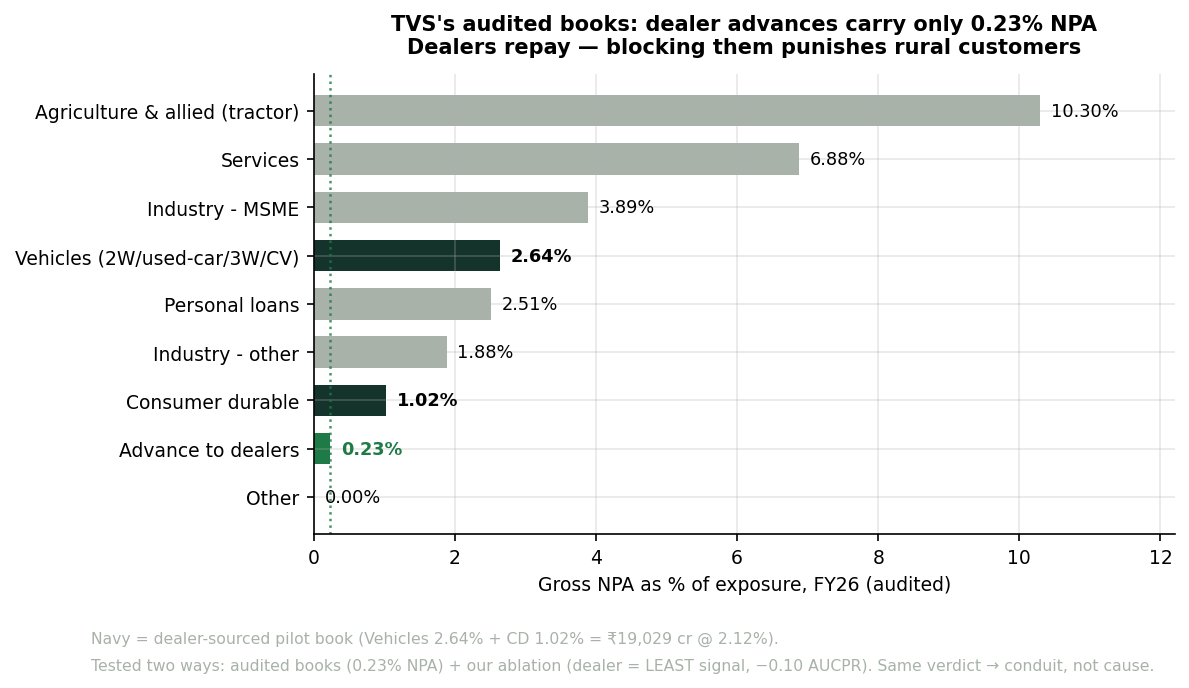 TVS's audited books: dealer advances carry only 0.23% NPA
Dealers repay — blocking them punishes rural customers
Agriculture & allied (tractor) 10.30%
Services 6.88%
Industry - MSME 3.89%
Vehicles (2W/used-car/3W/CV) 2.64%
Personal loans 2.51%
Industry - other 1.88%
Consumer durable 1.02%
Advance to dealers 0.23%
Other 0.00%
0 2 4 6 8 10 12
Gross NPA as % of exposure, FY26 (audited)
Navy = dealer-sourced pilot book (Vehicles 2.64% + CD 1.02% = ₹19,029 cr @ 2.12%).
Tested two ways: audited books (0.23% NPA) + our ablation (dealer = LEAST signal, −0.10 AUCPR). Same verdict → conduit, not cause.